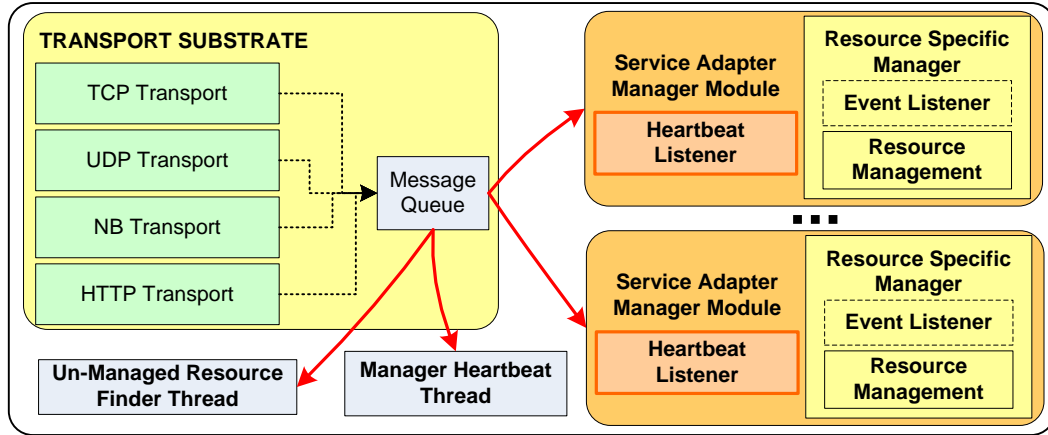 TRANSPORT SUBSTRATE
TCP Transport
UDP Transport
NB Transport
HTTP Transport
Message
Queue
Un-Managed Resource
Finder Thread
Manager Heartbeat
Thread
Service Adapter
Manager Module
Heartbeat
Listener
Resource Specific
Manager
Event Listener
Resource
Management
...
Service Adapter
Manager Module
Heartbeat
Listener
Resource Specific
Manager
Event Listener
Resource
Management